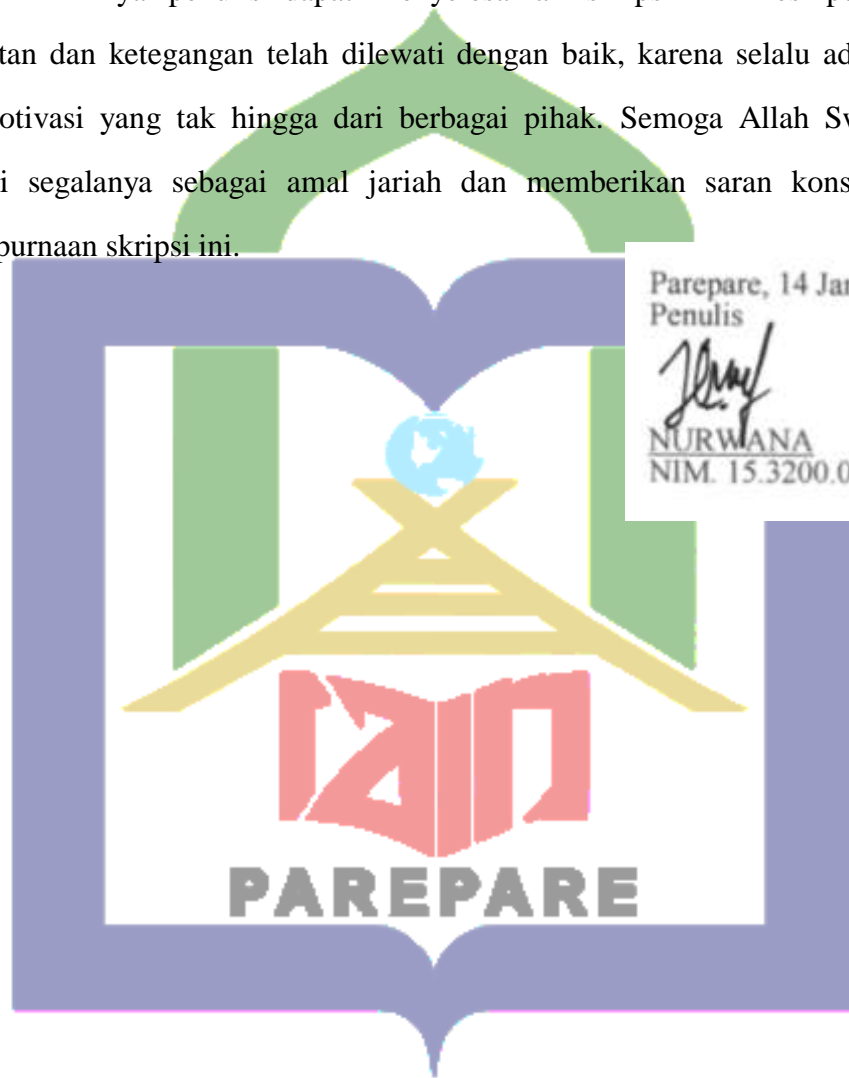 tan dan ketegangan telah dilewati dengan baik, karena selalu ad
otivasi yang tak hingga dari berbagai pihak. Semoga Allah Sw
i segalanya sebagai amal jariah dan memberikan saran kons
purnaan skripsi ini.
Parepare, 14 Jan
Penulis
NURWANA
NIM. 15.3200.0
iain
PAREPARE